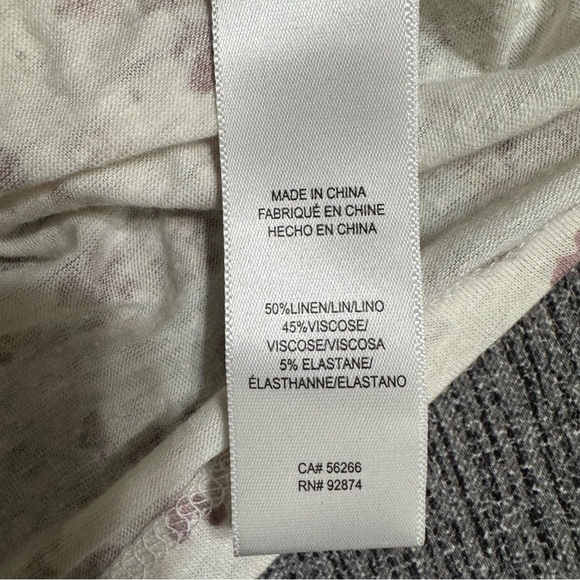 MADE IN CHINA
FABRIQUÉ EN CHINE
HECHO EN CHINA
50%LINEN/LIN/LINO
45%VISCOSE/
VISCOSE/VISCOSA
5% ELASTANE/
ÉLASTHANNE/ELASTANO
CA# 56266
RN# 92874